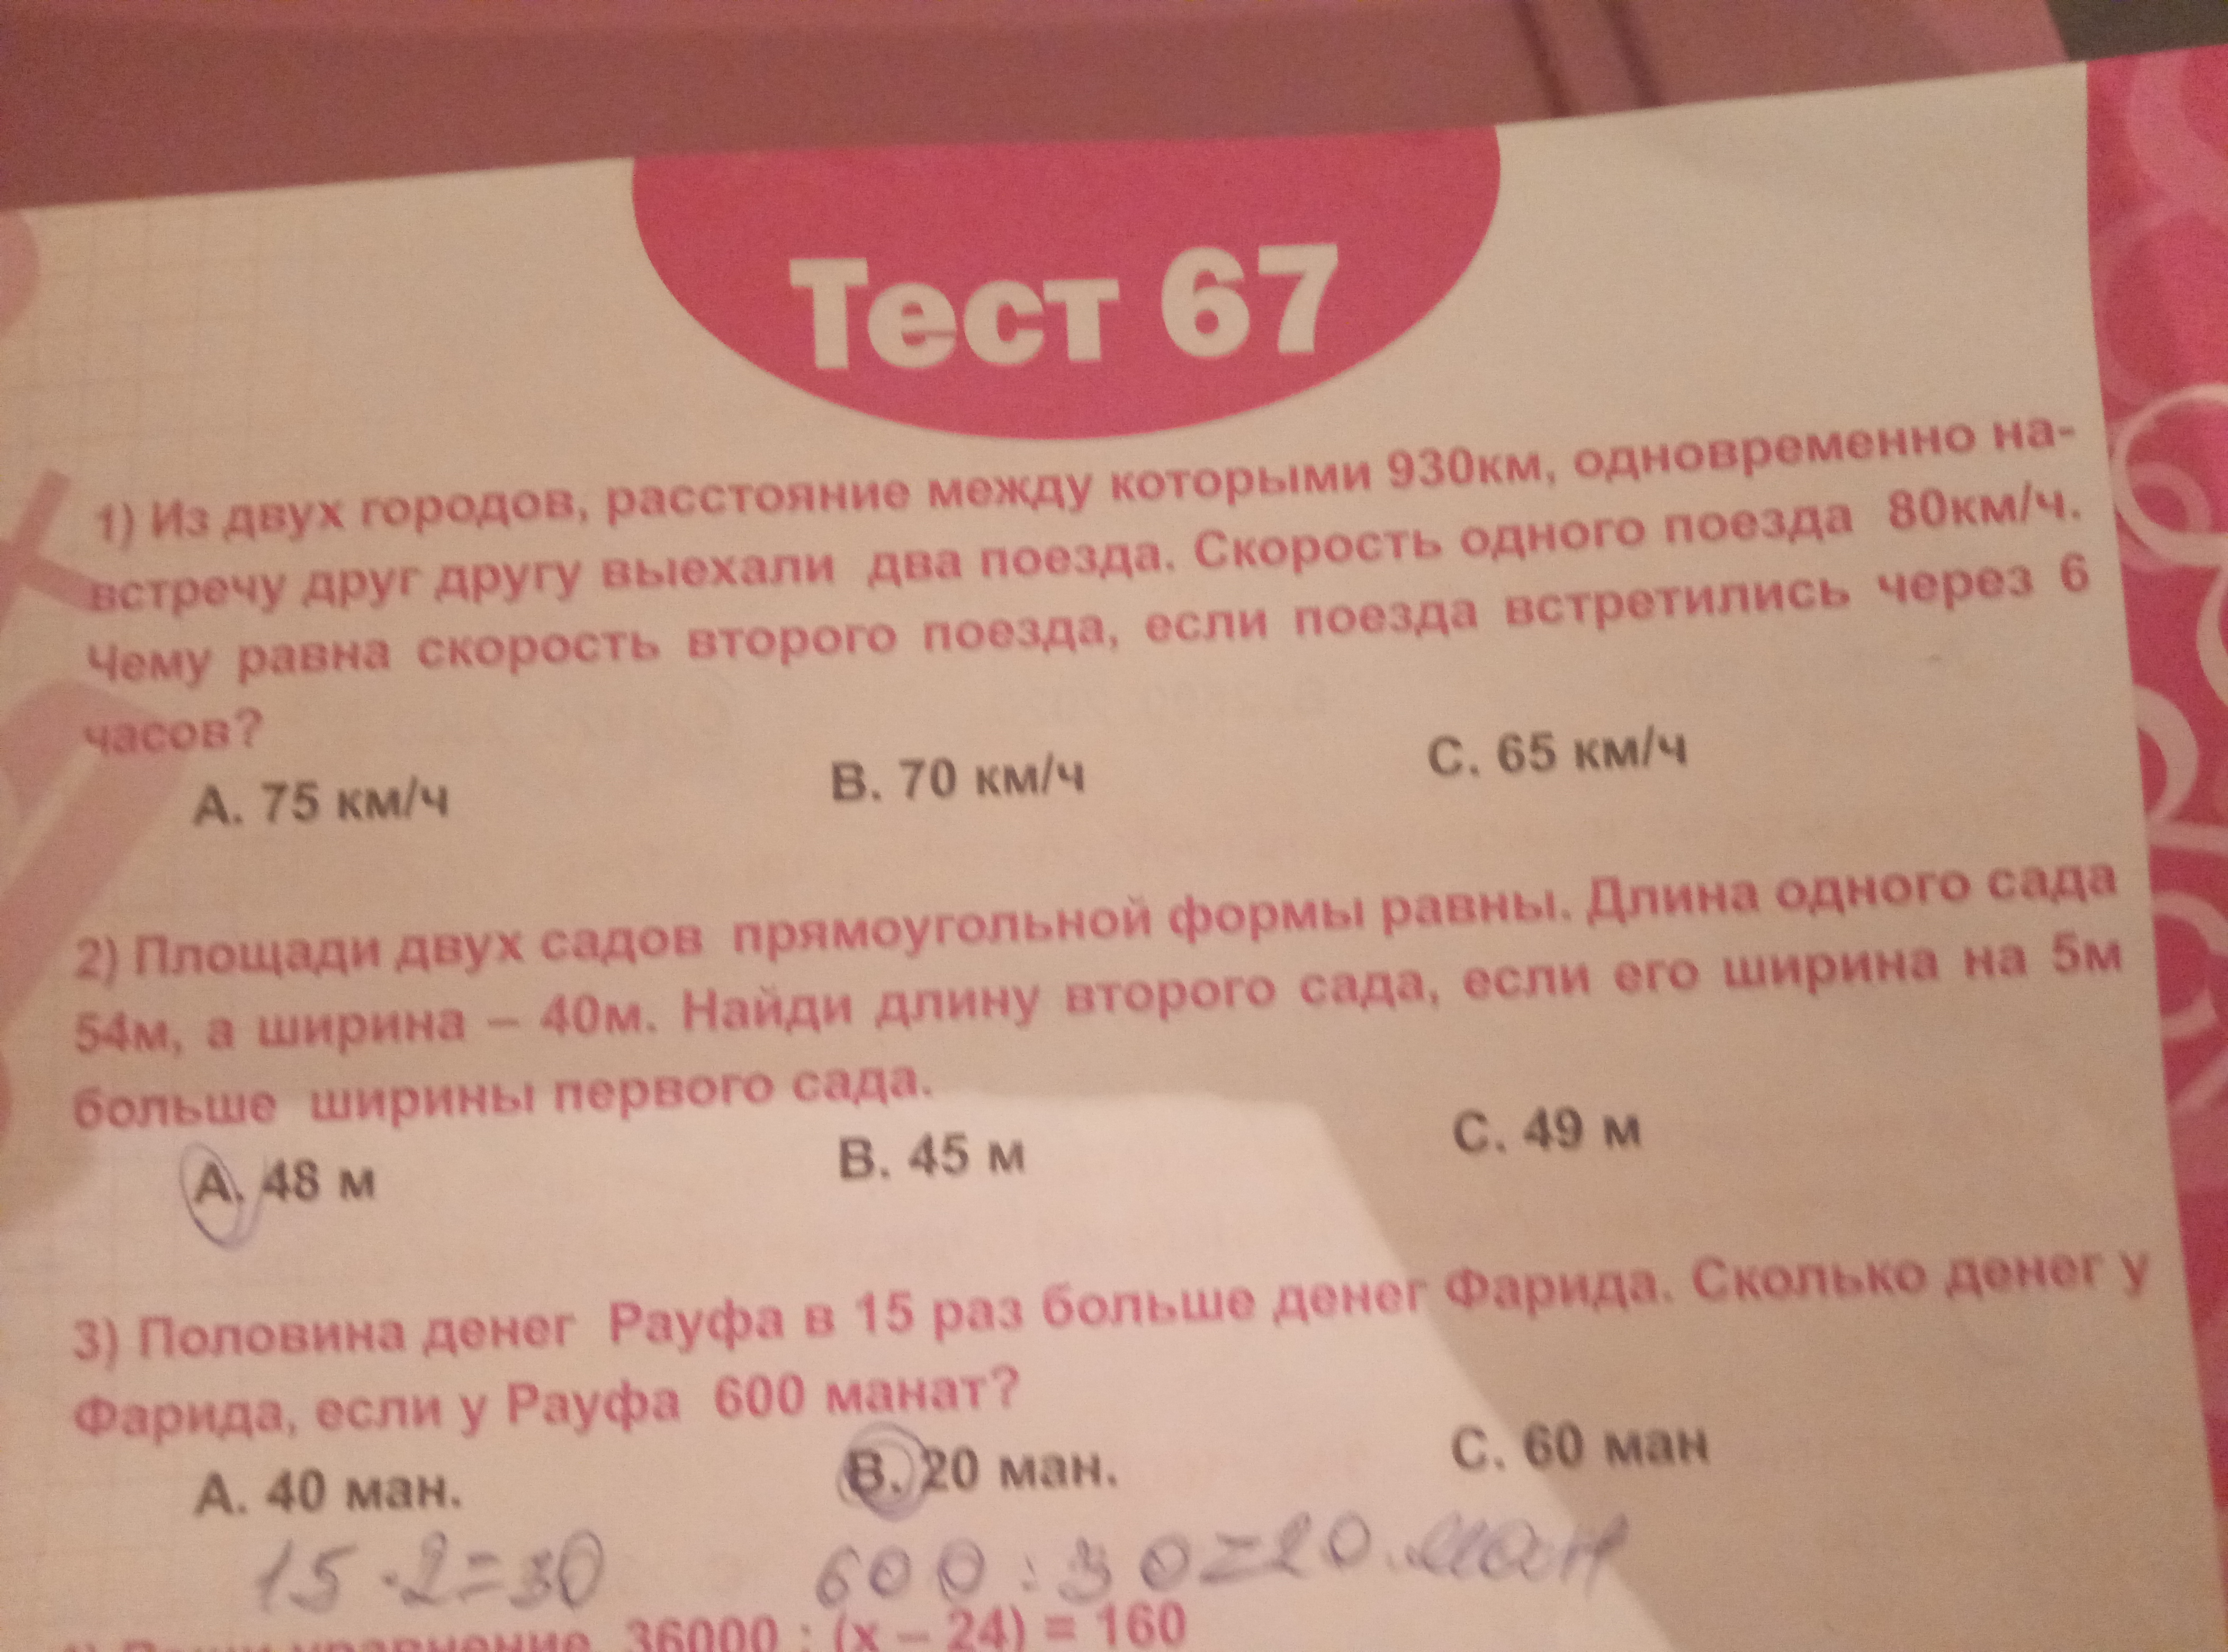 Тест 67
1) Из двух городов, расстояние между которыми 930км, одновременно на-
встречу друг другу выехали два поезда. Скорость одного поезда 80км/ч.
Чему равна скорость второго поезда, если поезда встретились через 6
часов?
A. 75 км/ч B. 70 км/ч C. 65 км/ч
2) Площади двух садов прямоугольной формы равны. Длина одного сада
54м, а ширина – 40м. Найди длину второго сада, если его ширина на 5м
больше ширины первого сада.
A. 48 м B. 45 м C. 49 м
3) Половина денег Рауфа в 15 раз больше денег Фарида. Сколько денег у
Фарида, если у Рауфа 600 манат?
A. 40 ман. B. 20 ман. C. 60 ман
15 · 2 = 30 600 : 30 = 20. ман
уравнение 36000 : (x – 24) = 160